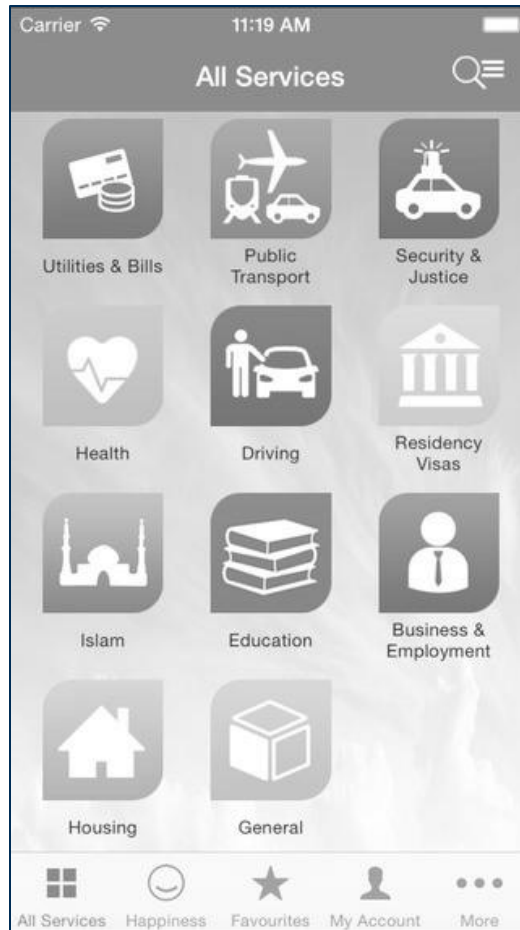 Carrier 11:19 AM
All Services
Utilities & Bills
Public
Transport
Security &
Justice
Health
Driving
Residency
Visas
Islam
Education
Business &
Employment
Housing
General
All Services Happiness Favourites My Account More